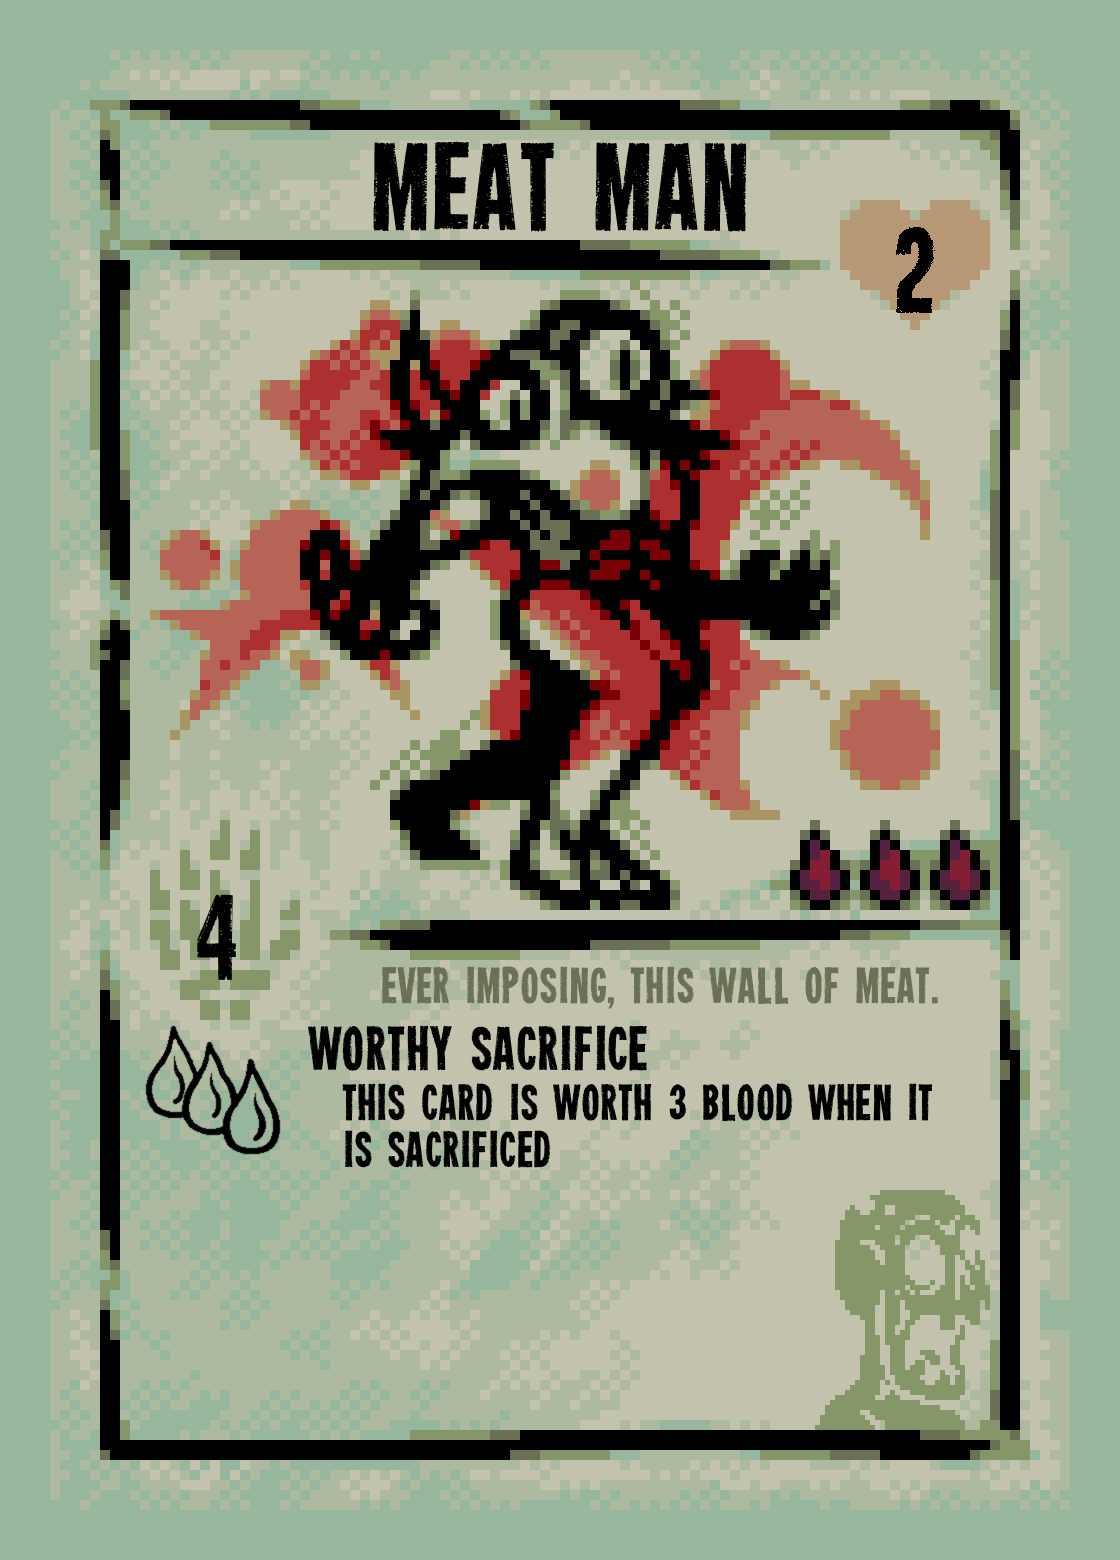 MEAT MAN
2
4
EVER IMPOSING, THIS WALL OF MEAT.
WORTHY SACRIFICE
THIS CARD IS WORTH 3 BLOOD WHEN IT
IS SACRIFICED